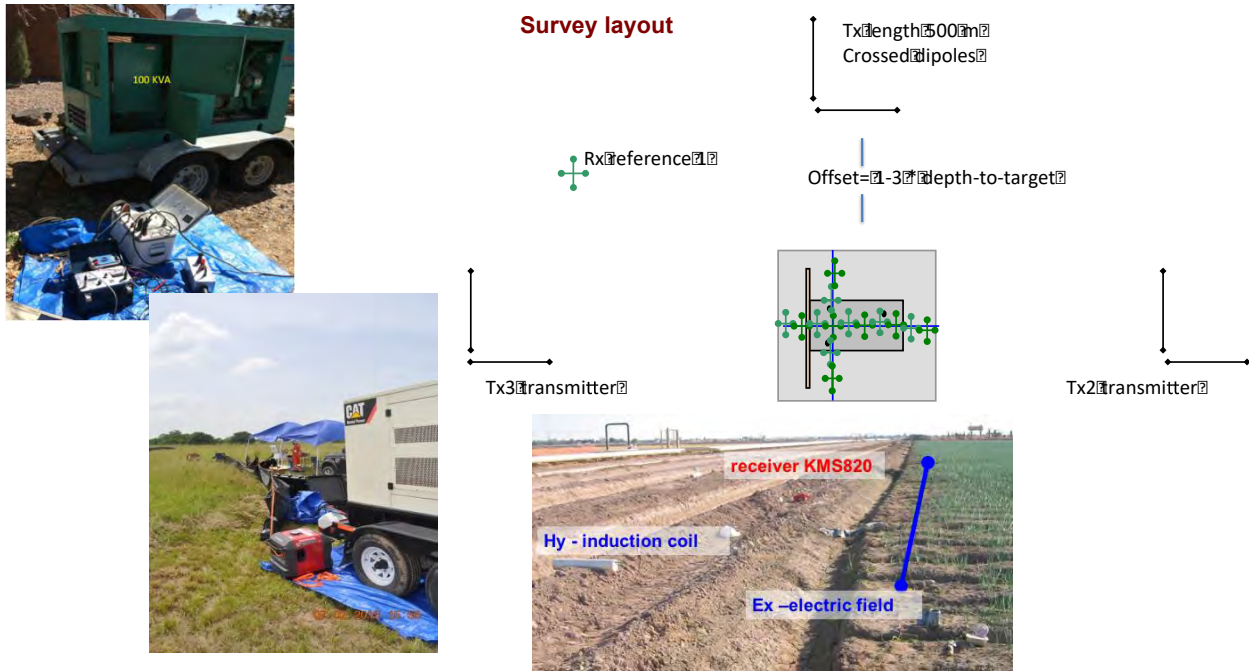 Survey layout
Tx length 500 m
Crossed dipoles
100 KVA
Rx reference 1
Offset= 1-3 * depth-to-target
Tx3 transmitter
Tx2 transmitter
CAT
receiver KMS820
Hy - induction coil
Ex –electric field